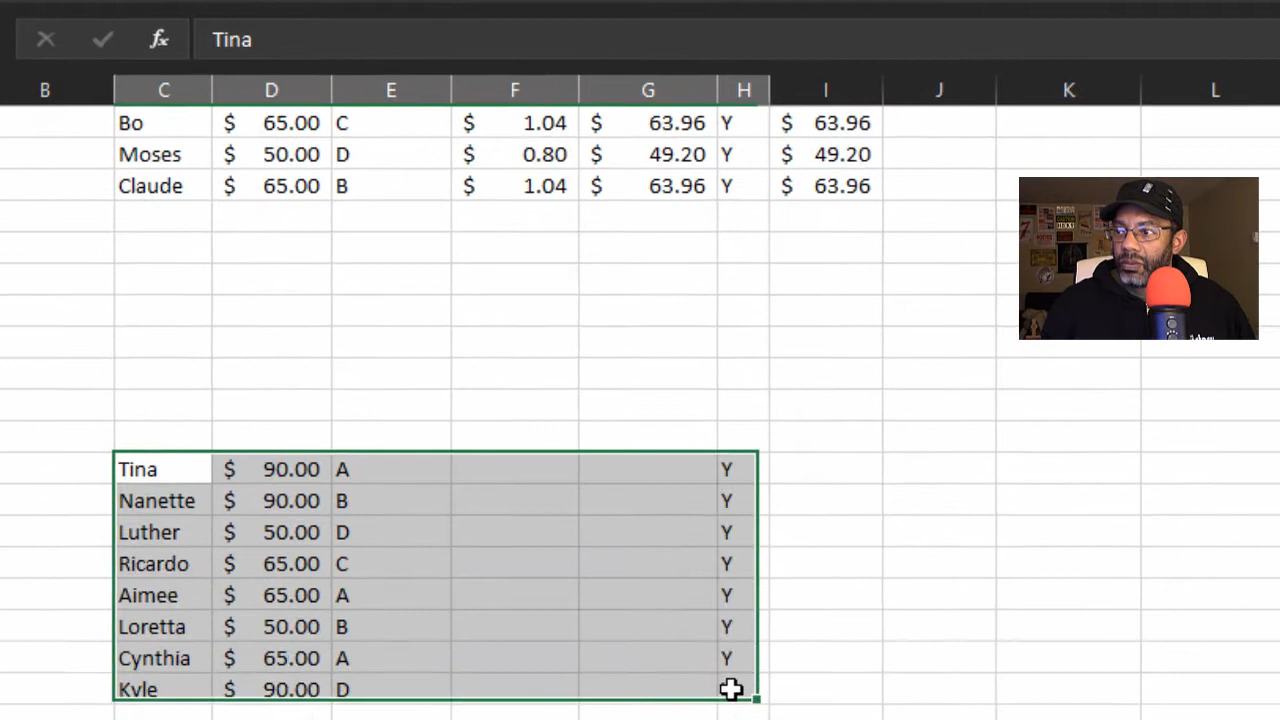 fx Tina
B C D E F G H I J K L
Bo $ 65.00 C $ 1.04 $ 63.96 Y $ 63.96
Moses $ 50.00 D $ 0.80 $ 49.20 Y $ 49.20
Claude $ 65.00 B $ 1.04 $ 63.96 Y $ 63.96
Tina $ 90.00 A Y
Nanette $ 90.00 B Y
Luther $ 50.00 D Y
Ricardo $ 65.00 C Y
Aimee $ 65.00 A Y
Loretta $ 50.00 B Y
Cynthia $ 65.00 A Y
Kyle $ 90.00 D